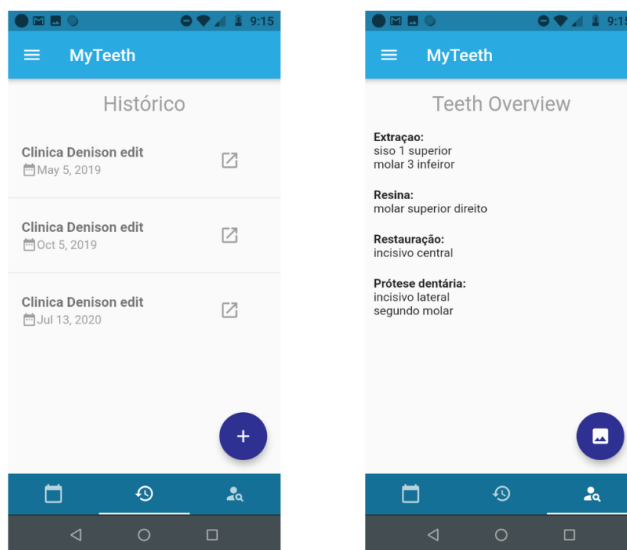 9:15
MyTeeth
Histórico
Clinica Denison edit
May 5, 2019
Clinica Denison edit
Oct 5, 2019
Clinica Denison edit
Jul 13, 2020
9:15
MyTeeth
Teeth Overview
Extraçao:
siso 1 superior
molar 3 infeiror
Resina:
molar superior direito
Restauração:
incisivo central
Prótese dentária:
incisivo lateral
segundo molar